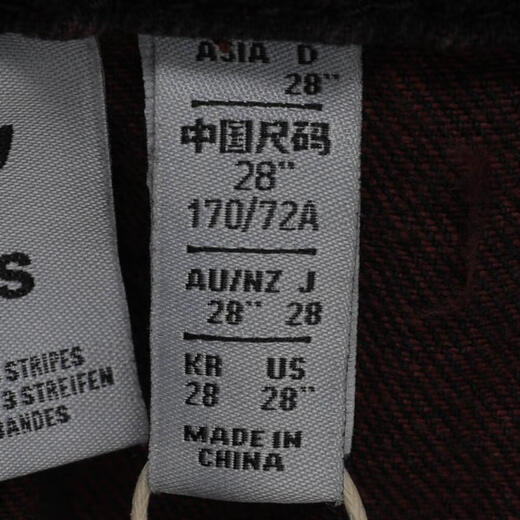 ASIA D
28"
中国尺码
28"
170/72A
AU/NZ J
28" 28
KR US
28 28"
MADE IN
CHINA
S
STRIPES
3 STREIFEN
BANDES